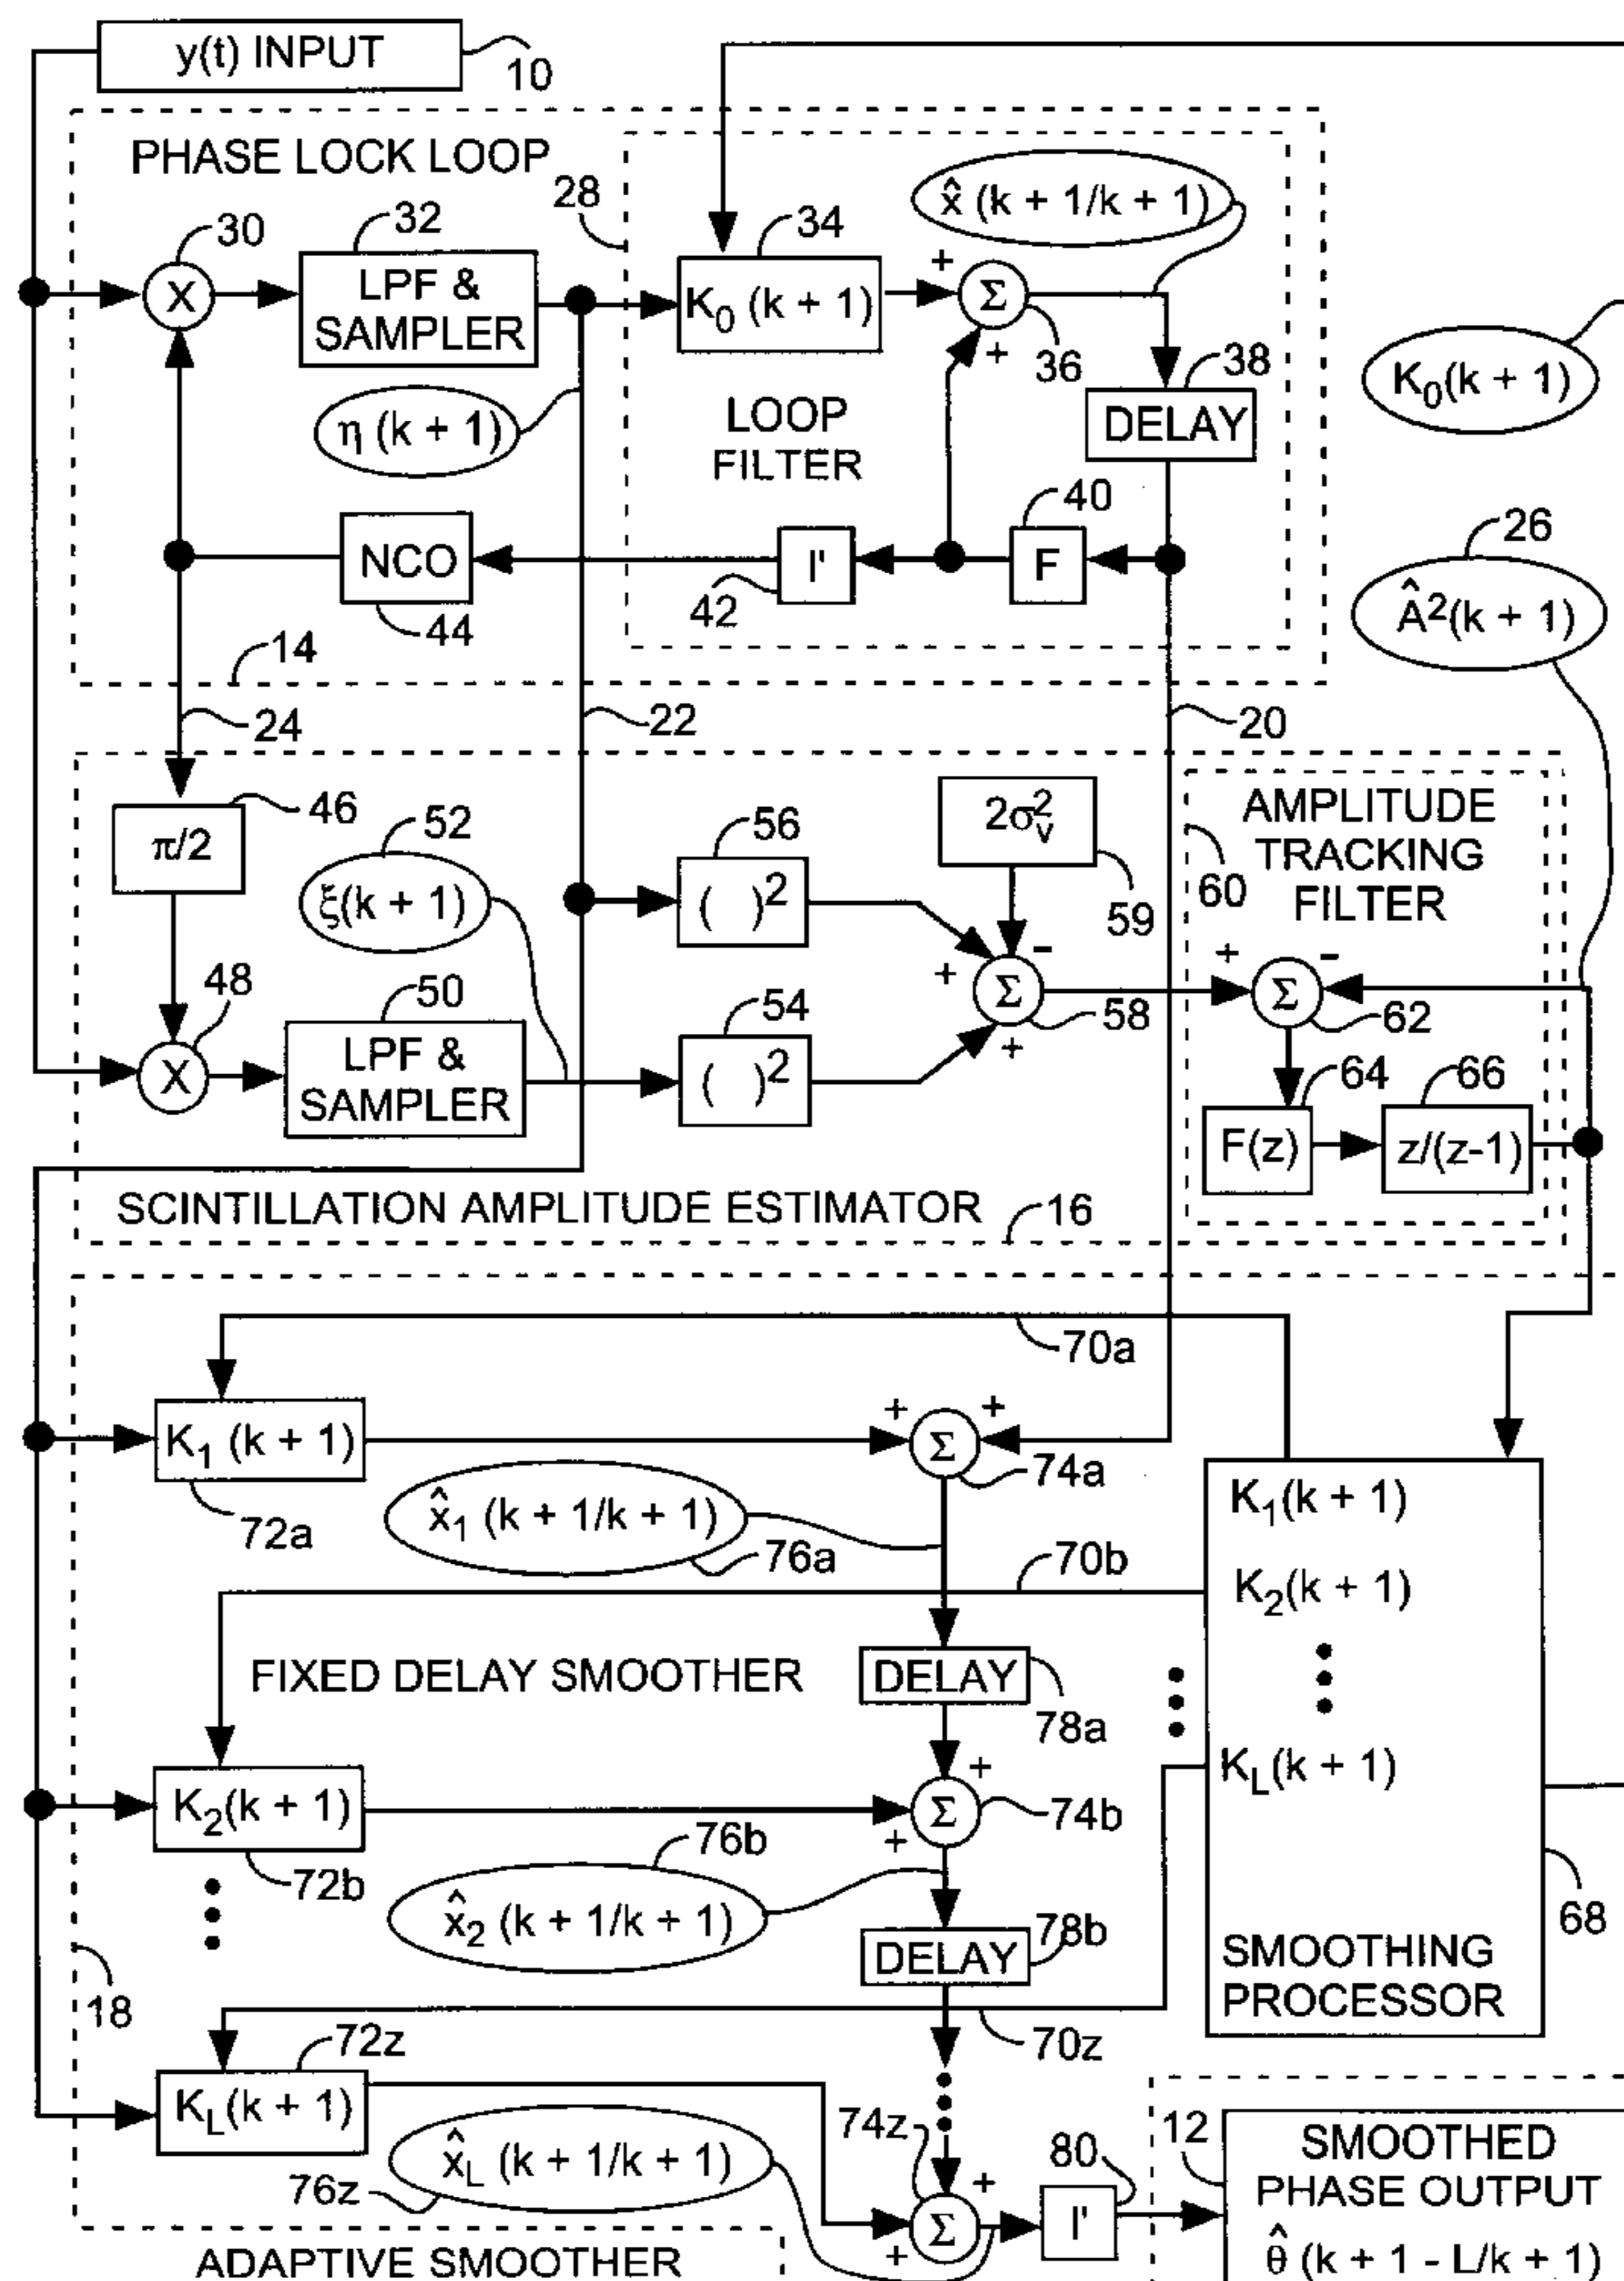 y(t) INPUT
10
PHASE LOCK LOOP
28
x̂ (k + 1/k + 1)
30
32
34
X
LPF &
SAMPLER
K₀ (k + 1)
+
Σ
+
36
38
K₀(k + 1)
η (k + 1)
LOOP
FILTER
DELAY
40
26
NCO
I'
F
42
44
Â²(k + 1)
14
24
22
20
46
π/2
52
ξ(k + 1)
56
( )²
2σᵥ²
59
AMPLITUDE
TRACKING
FILTER
60
48
X
50
LPF &
SAMPLER
54
( )²
-
+
Σ
+
58
+
-
Σ
62
64
66
F(z)
z/(z-1)
SCINTILLATION AMPLITUDE ESTIMATOR
16
70a
K₁ (k + 1)
72a
+
+
Σ
74a
x̂₁ (k + 1/k + 1)
76a
K₁(k + 1)
70b
K₂(k + 1)
FIXED DELAY SMOOTHER
DELAY
78a
K_L(k + 1)
K₂(k + 1)
72b
+
Σ
+
74b
76b
x̂₂ (k + 1/k + 1)
78b
DELAY
68
SMOOTHING
PROCESSOR
18
70z
72z
K_L(k + 1)
x̂_L (k + 1/k + 1)
76z
74z
+
Σ
+
80
I'
12
SMOOTHED
PHASE OUTPUT
θ̂ (k + 1 - L/k + 1)
ADAPTIVE SMOOTHER